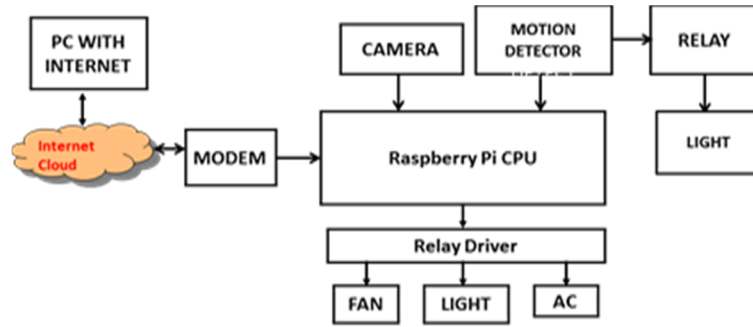 PC WITH
INTERNET
CAMERA
MOTION
DETECTOR
RELAY
Internet
Cloud
MODEM
Raspberry Pi CPU
LIGHT
Relay Driver
FAN
LIGHT
AC